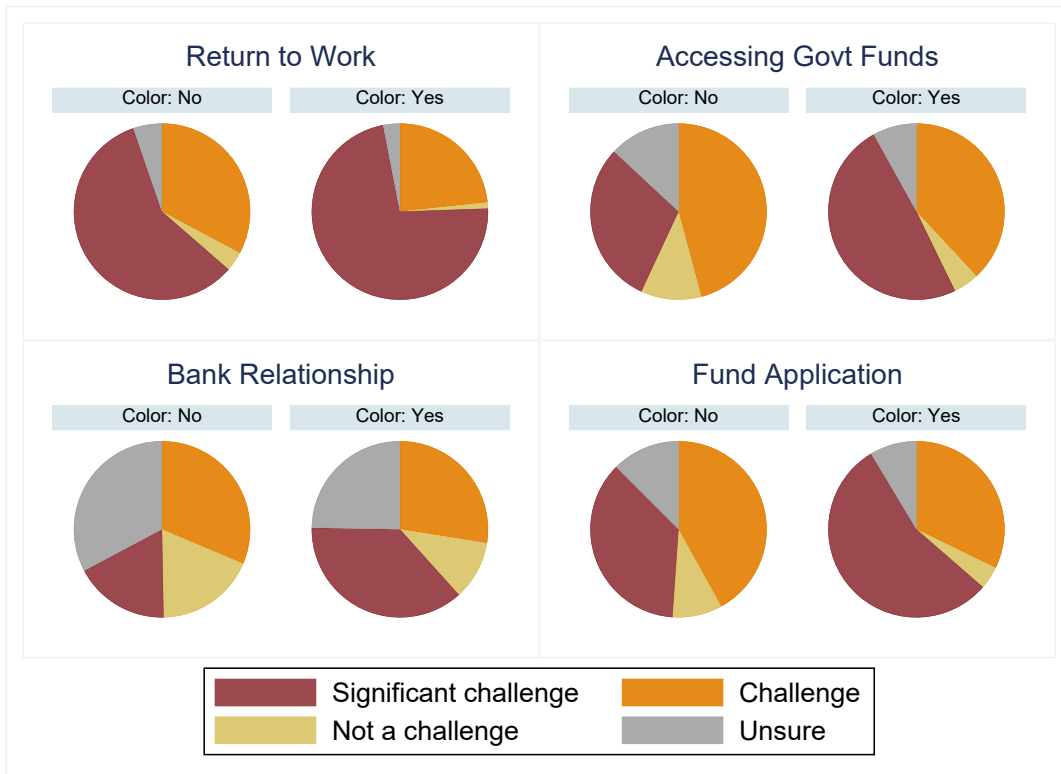 Return to Work
Color: No
Color: Yes
Accessing Govt Funds
Color: No
Color: Yes
Bank Relationship
Color: No
Color: Yes
Fund Application
Color: No
Color: Yes
Significant challenge
Challenge
Not a challenge
Unsure